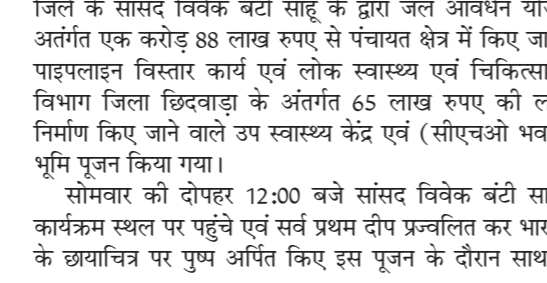 जिले के सांसद विवेक बंटी साहू के द्वारा जल आवर्धन
अतंर्गत एक करोड़ 88 लाख रुपए से पंचायत क्षेत्र में किए जा
पाइपलाइन विस्तार कार्य एवं लोक स्वास्थ्य एवं चिकित्सा
विभाग जिला छिदवाड़ा के अंतर्गत 65 लाख रुपए की ल
निर्माण किए जाने वाले उप स्वास्थ्य केंद्र एवं (सीएचओ भव
भूमि पूजन किया गया।
सोमवार की दोपहर 12:00 बजे सांसद विवेक बंटी सा
कार्यक्रम स्थल पर पहुंचे एवं सर्व प्रथम दीप प्रज्वलित कर भार
के छायाचित्र पर पुष्प अर्पित किए इस पूजन के दौरान साथ